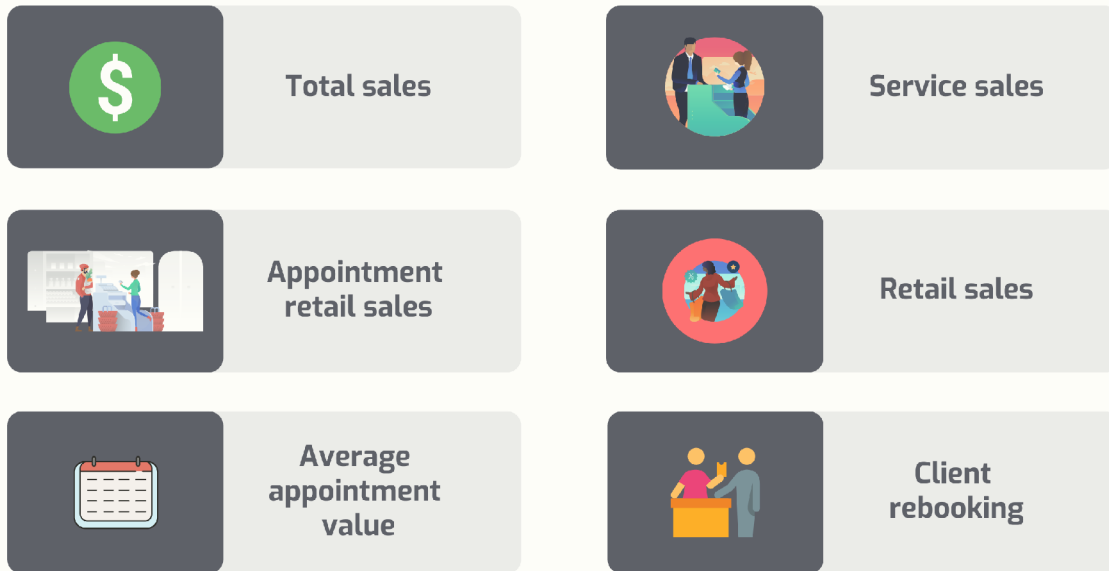 Total sales
Service sales
Appointment
retail sales
Retail sales
Average
appointment
value
Client
rebooking